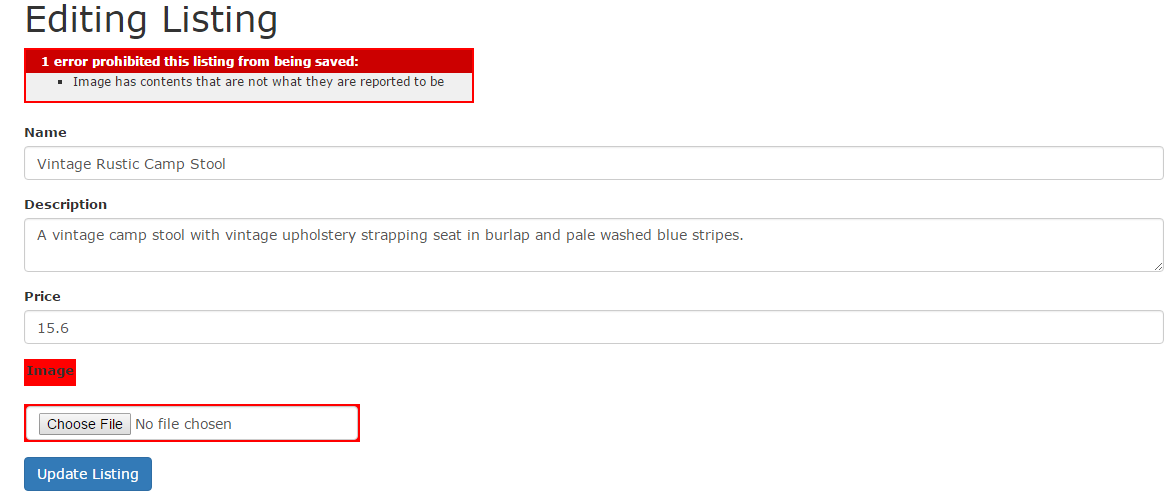 Editing Listing
1 error prohibited this listing from being saved:
Image has contents that are not what they are reported to be
Name
Vintage Rustic Camp Stool
Description
A vintage camp stool with vintage upholstery strapping seat in burlap and pale washed blue stripes.
Price
15.6
Image
Choose File No file chosen
Update Listing